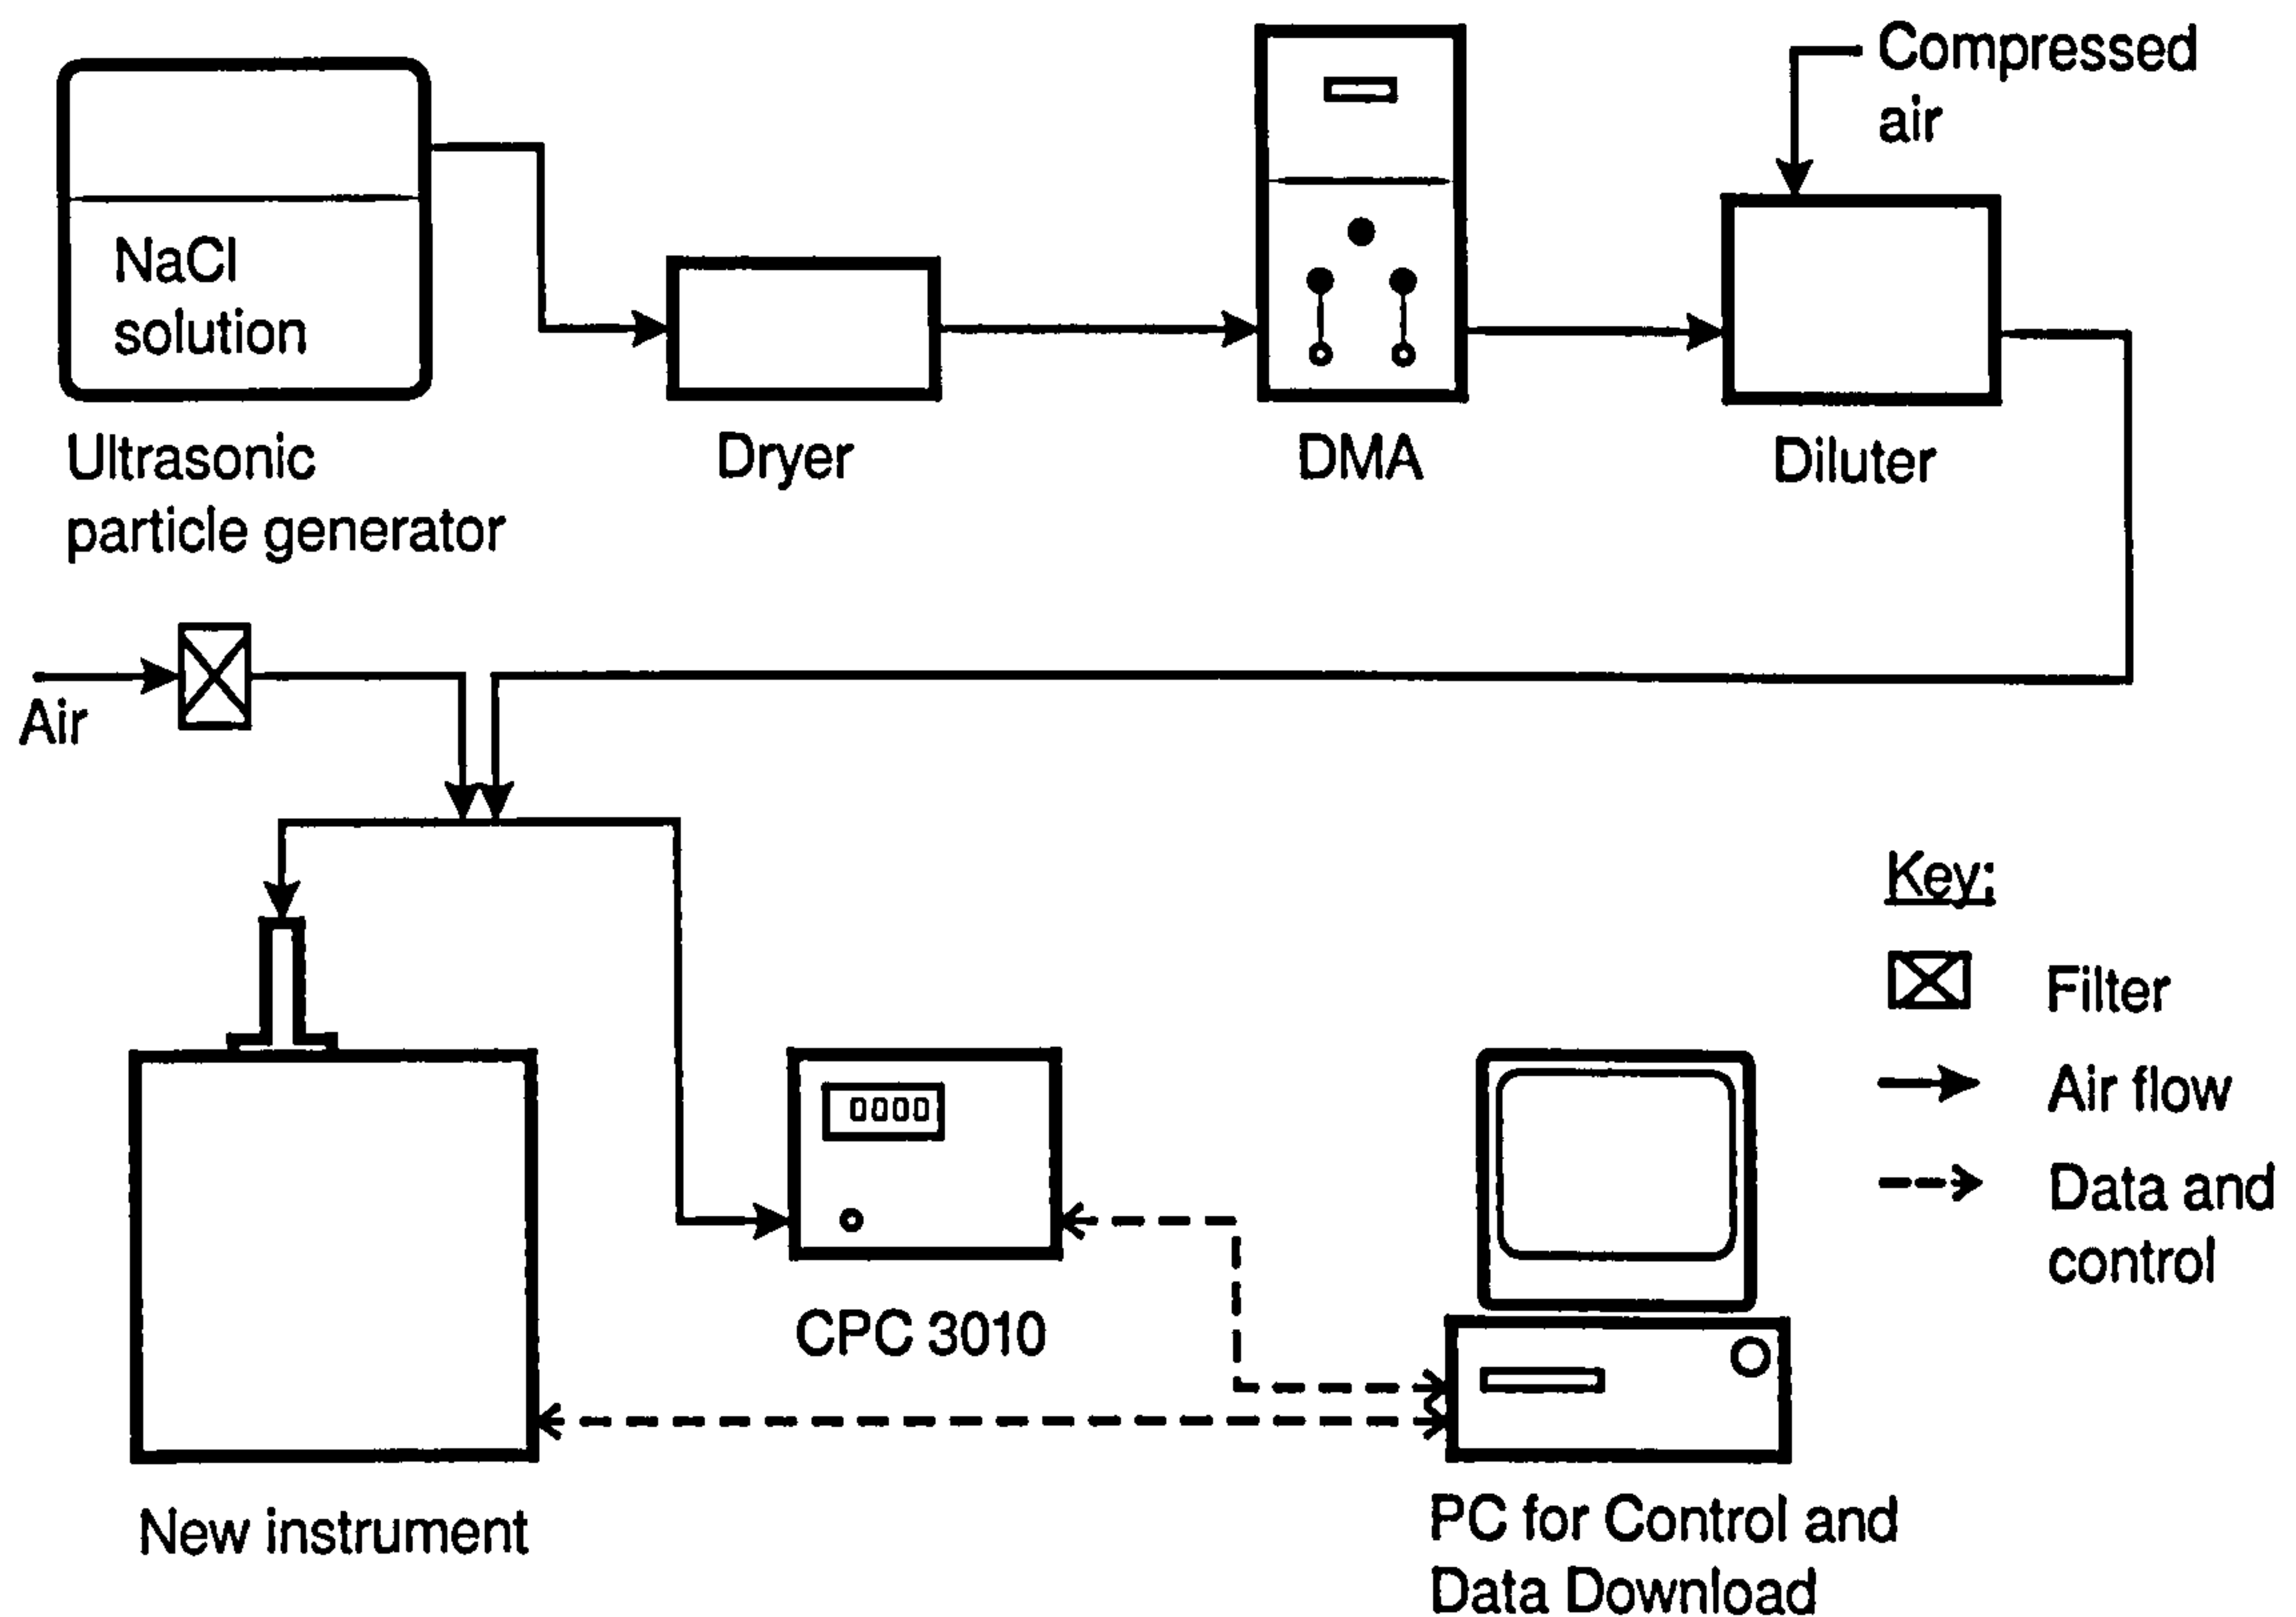 Compressed
air
NaCl
solution
Ultrasonic
particle generator
Dryer
DMA
Diluter
Air
Key:
Filter
Air flow
Data and
control
0000
CPC 3010
New instrument
PC for Control and
Data Download